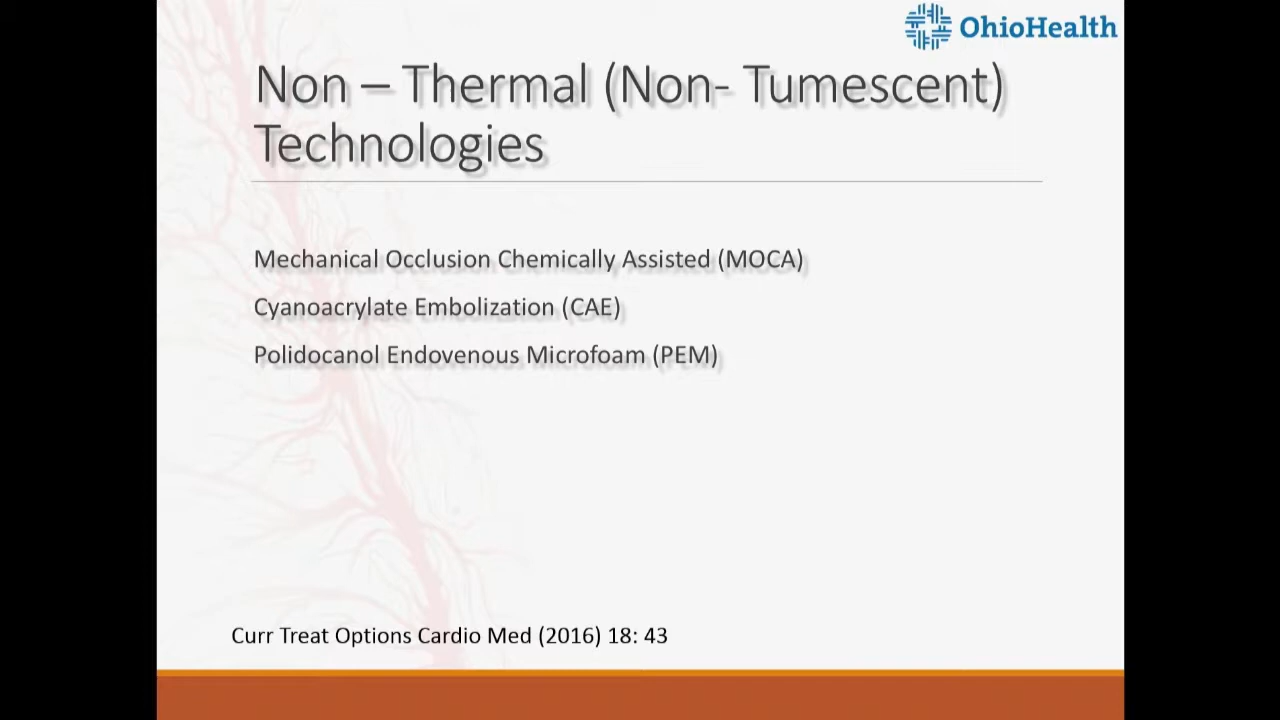 OhioHealth
Non – Thermal (Non- Tumescent)
Technologies
Mechanical Occlusion Chemically Assisted (MOCA)
Cyanoacrylate Embolization (CAE)
Polidocanol Endovenous Microfoam (PEM)
Curr Treat Options Cardio Med (2016) 18: 43